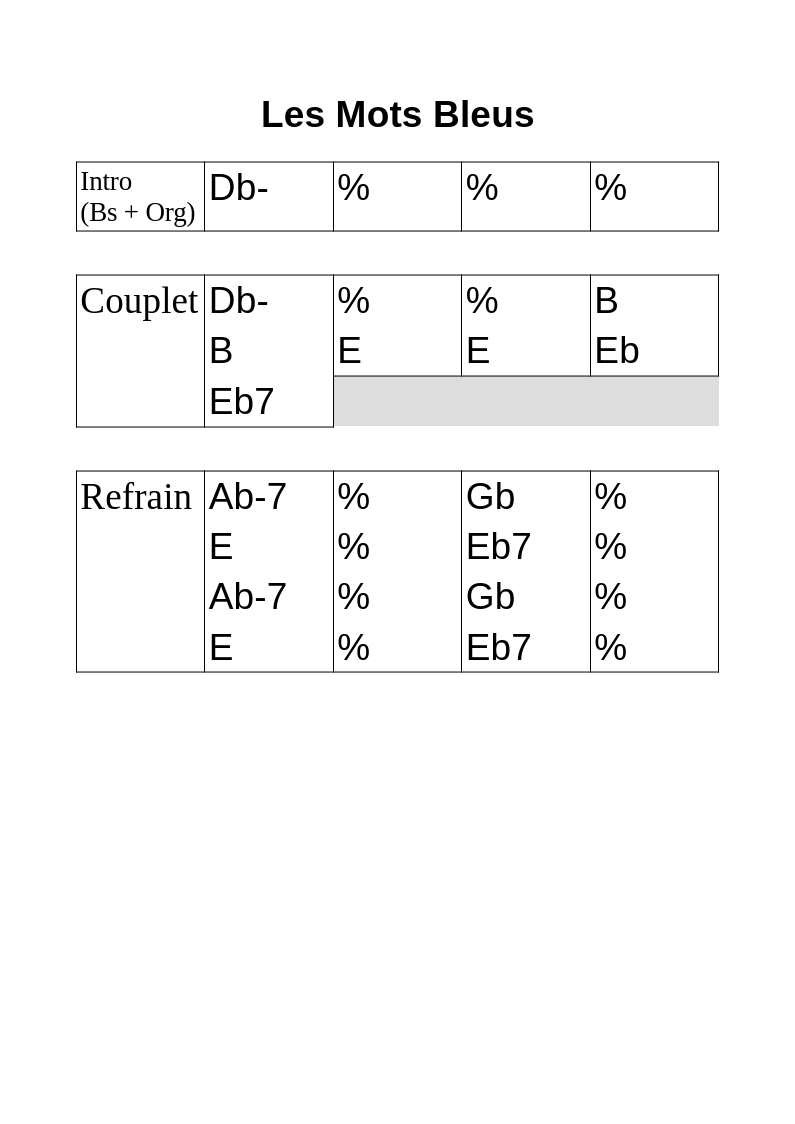 Les Mots Bleus
Intro
(Bs + Org)
Db- % % %
Couplet Db- % % B
B E E Eb
Eb7
Refrain Ab-7 % Gb %
E % Eb7 %
Ab-7 % Gb %
E % Eb7 %